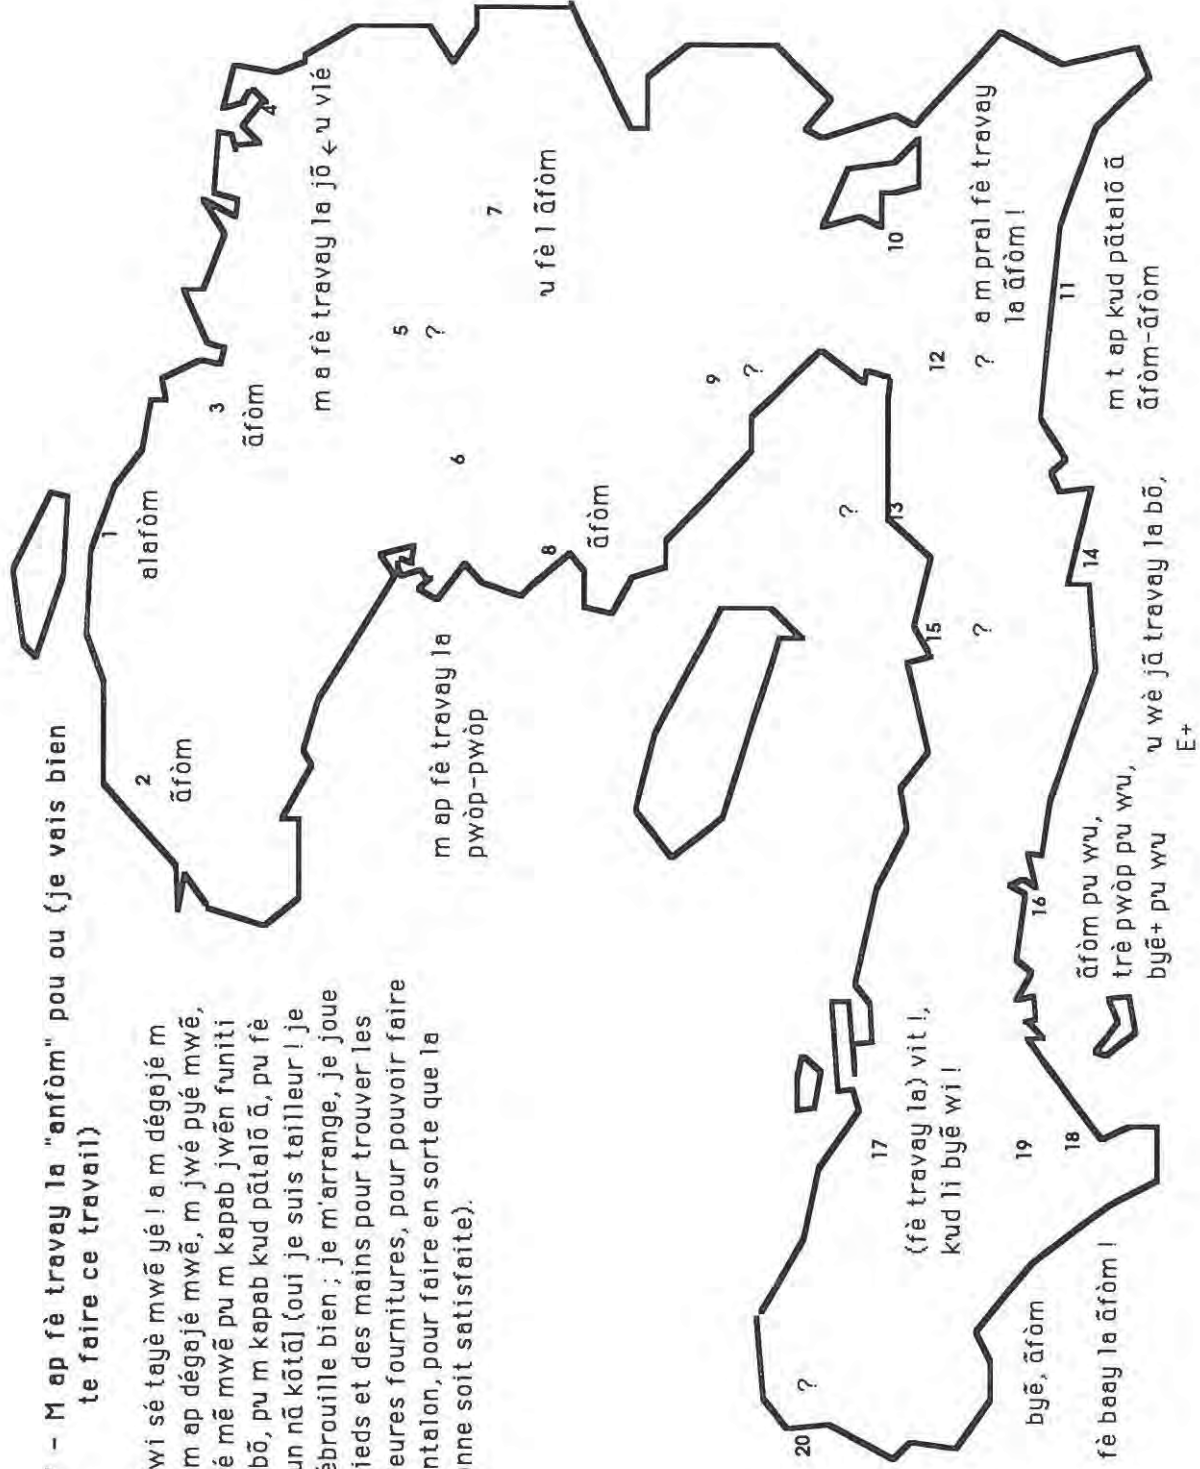 - M ap fè travay la "anfòm" pou ou (je vais bien
te faire ce travail)
wi sé tayè mwẽ yé ! a m dégajé m
m ap dégajé mwẽ, m jwé pyé mwẽ,
é mẽ mwẽ pu m kapab jwẽn funiti
bõ, pu m kapab kud pãtalõ ã, pu fè
un nã kõtã] (oui je suis tailleur ! je
ébrouille bien ; je m'arrange, je joue
ieds et des mains pour trouver les
eures fournitures, pour pouvoir faire
ntalon, pour faire en sorte que la
nne soit satisfaite).
1
alafòm
2
ãfòm
3
ãfòm
4
m a fè travay la jõ ← u vlé
5
?
6
7
u fè l ãfòm
m ap fè travay la
pwòp-pwòp
8
ãfòm
9
?
10
12
? a m pral fè travay
la ãfòm !
11
m t ap kud pãtalõ ã
ãfòm-ãfòm
?
13
14
u wè jã travay la bõ,
E+
15
?
16
ãfòm pu wu,
trè pwòp pu wu,
byẽ+ pu wu
17
(fè travay la) vit !,
kud li byẽ wi !
19
18
20
?
byẽ, ãfòm
fè baay la ãfòm !